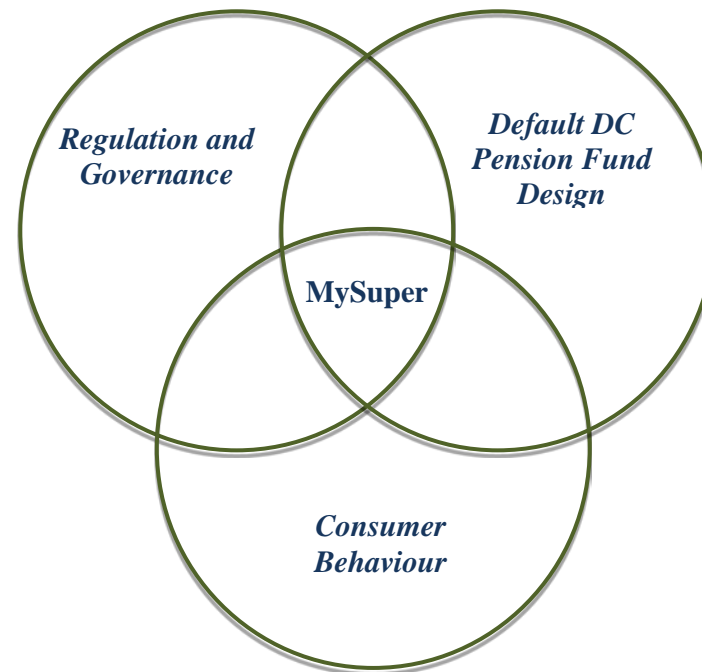 Regulation and
Governance
Default DC
Pension Fund
Design
MySuper
Consumer
Behaviour